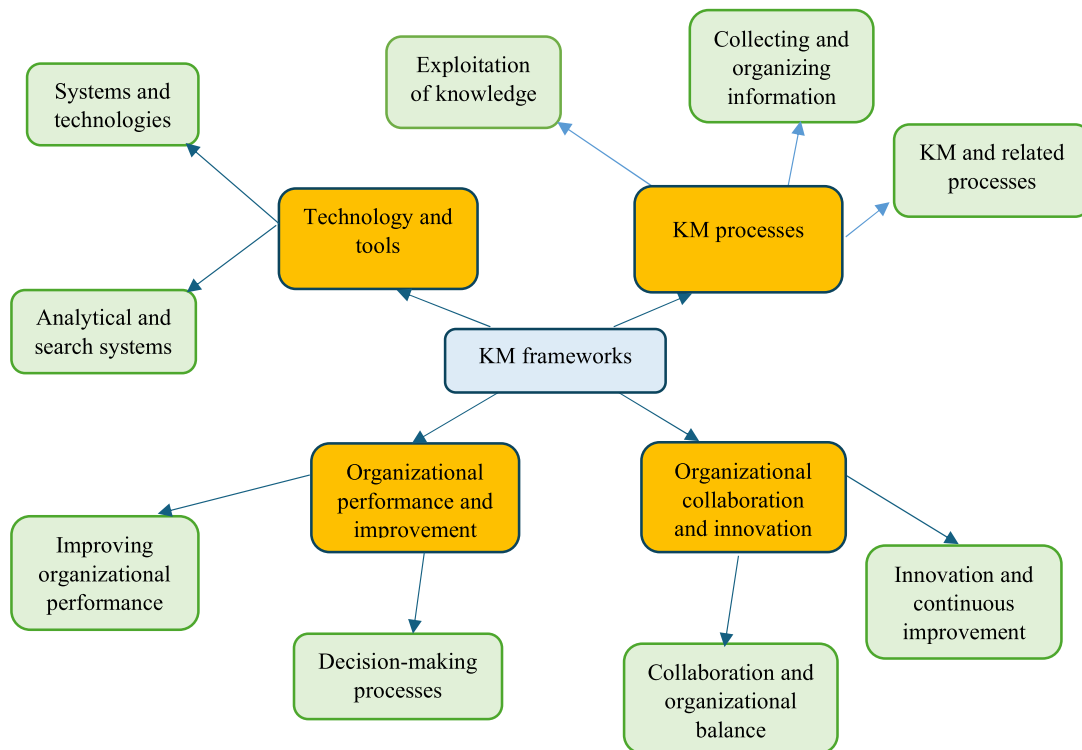 Collecting and
organizing
information
Exploitation
of knowledge
Systems and
technologies
KM and related
processes
Technology and
tools
KM processes
Analytical and
search systems
KM frameworks
Organizational
performance and
improvement
Organizational
collaboration
and innovation
Improving
organizational
performance
Innovation and
continuous
improvement
Decision-making
processes
Collaboration and
organizational
balance